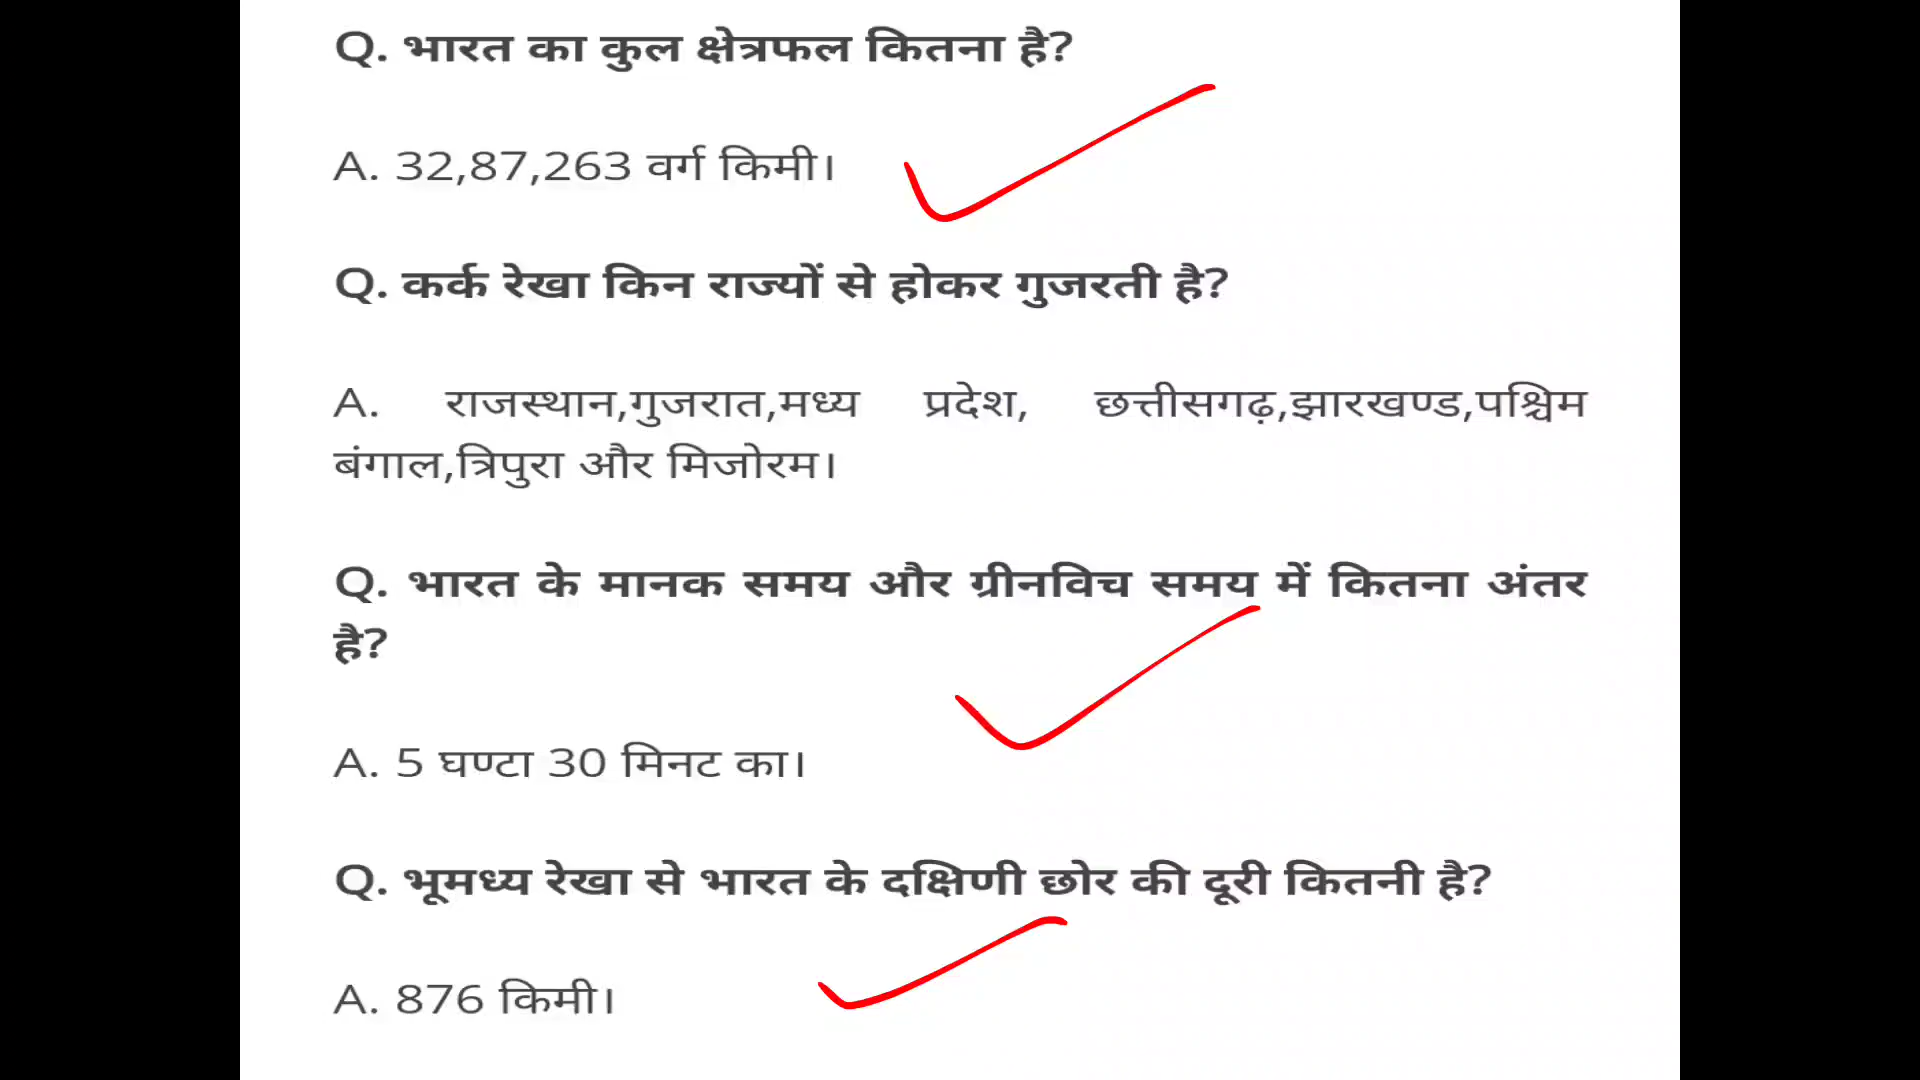 Q. भारत का कुल क्षेत्रफल कितना है?
A. 32,87,263 वर्ग किमी।
Q. कर्क रेखा किन राज्यों से होकर गुजरती है?
A. राजस्थान,गुजरात,मध्य प्रदेश, छत्तीसगढ़,झारखण्ड,पश्चिम
बंगाल,त्रिपुरा और मिजोरम।
Q. भारत के मानक समय और ग्रीनविच समय में कितना अंतर
है?
A. 5 घण्टा 30 मिनट का।
Q. भूमध्य रेखा से भारत के दक्षिणी छोर की दूरी कितनी है?
A. 876 किमी।